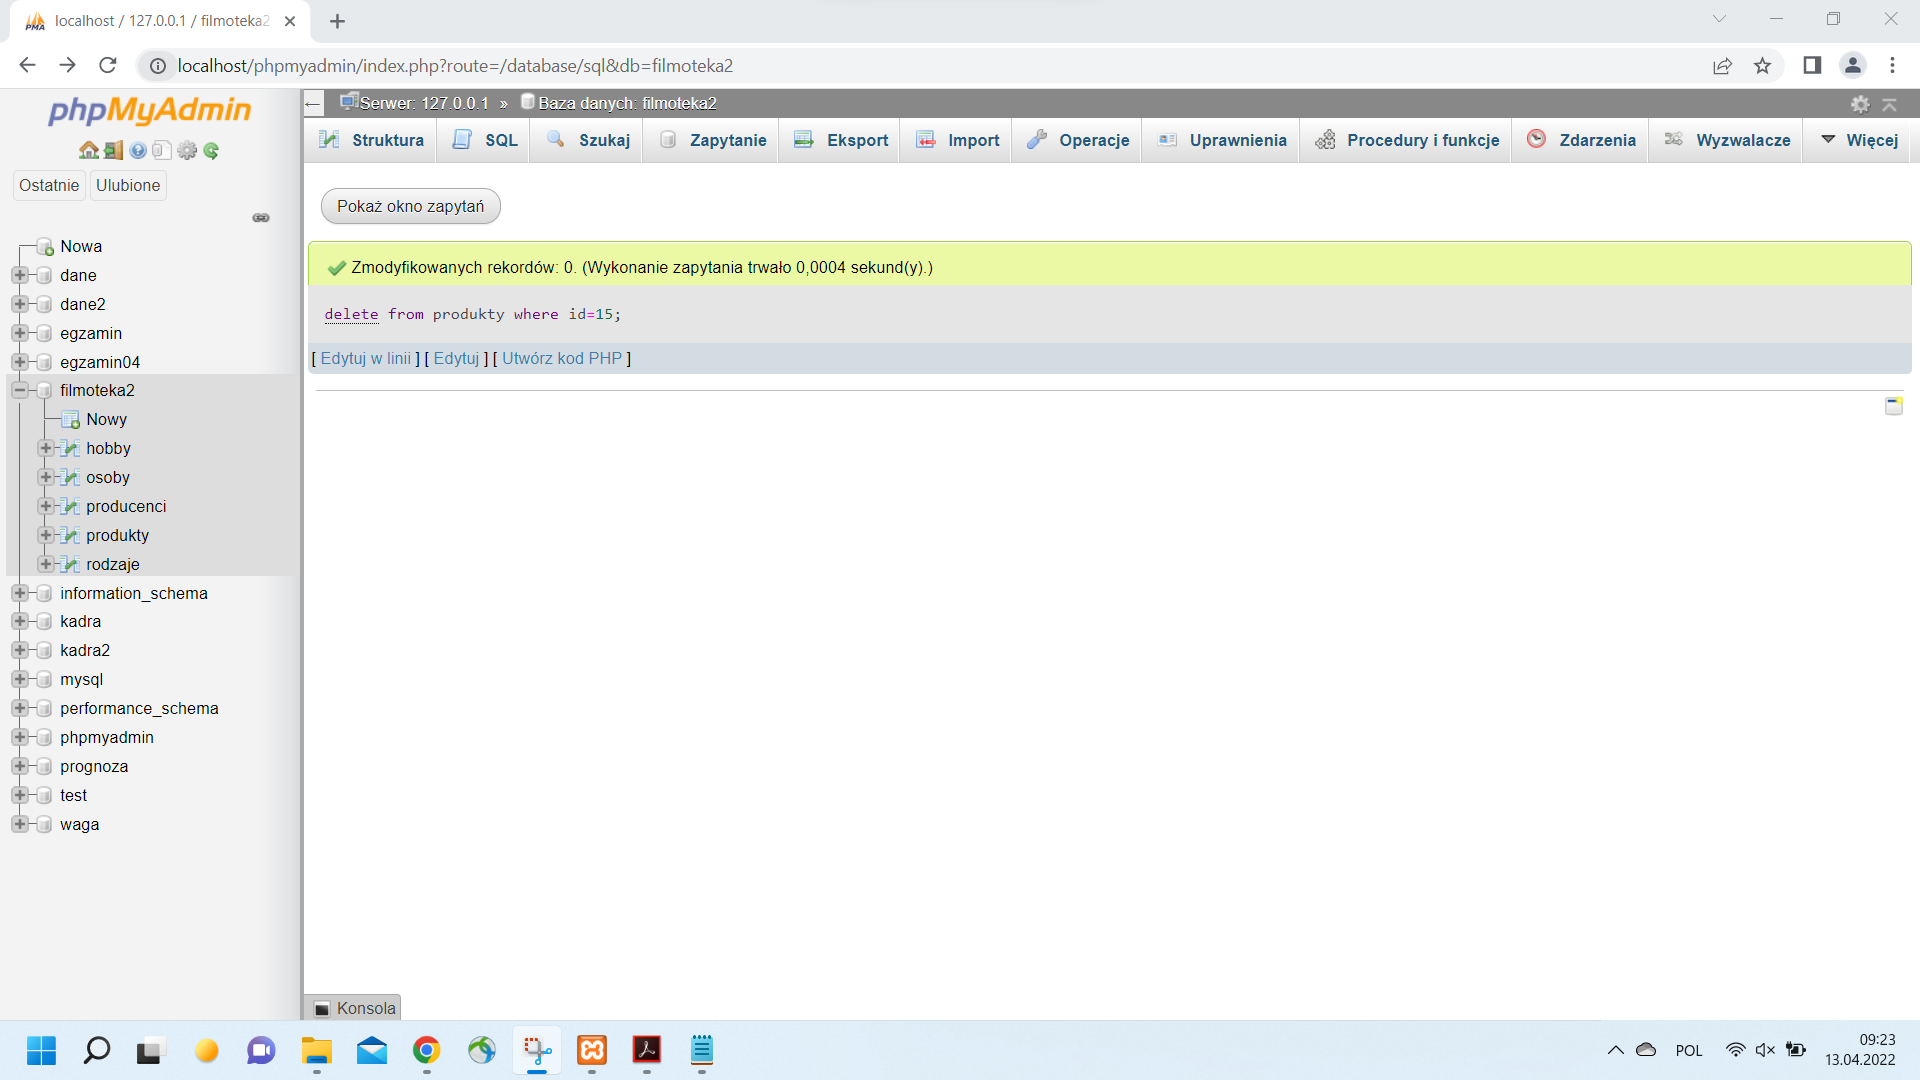 localhost / 127.0.0.1 / filmoteka2
localhost/phpmyadmin/index.php?route=/database/sql&db=filmoteka2
phpMyAdmin
Ostatnie
Ulubione
Nowa
dane
dane2
egzamin
egzamin04
filmoteka2
Nowy
hobby
osoby
producenci
produkty
rodzaje
information_schema
kadra
kadra2
mysql
performance_schema
phpmyadmin
prognoza
test
waga
Serwer: 127.0.0.1 » Baza danych: filmoteka2
Struktura SQL Szukaj Zapytanie Eksport Import Operacje Uprawnienia Procedury i funkcje Zdarzenia Wyzwalacze Więcej
Pokaż okno zapytań
Zmodyfikowanych rekordów: 0. (Wykonanie zapytania trwało 0,0004 sekund(y).)
delete from produkty where id=15;
[ Edytuj w linii ] [ Edytuj ] [ Utwórz kod PHP ]
Konsola
POL
09:23
13.04.2022